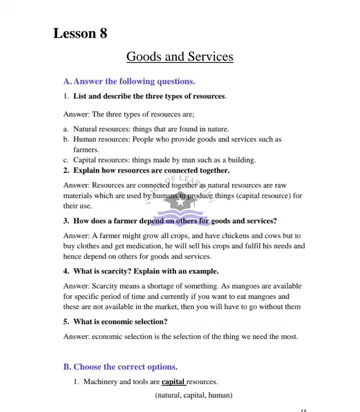 Lesson 8
Goods and Services
A. Answer the following questions.
1. List and describe the three types of resources.
Answer: The three types of resources are;
a. Natural resources: things that are found in nature.
b. Human resources: People who provide goods and services such as
farmers.
c. Capital resources: things made by man such as a building.
2. Explain how resources are connected together.
Answer: Resources are connected together as natural resources are raw
materials which are used by humans to produce things (capital resource) for
their use.
3. How does a farmer depend on others for goods and services?
Answer: A farmer might grow all crops, and have chickens and cows but to
buy clothes and get medication, he will sell his crops and fulfil his needs and
hence depend on others for goods and services.
4. What is scarcity? Explain with an example.
Answer: Scarcity means a shortage of something. As mangoes are available
for specific period of time and currently if you want to eat mangoes and
these are not available in the market, then you will have to go without them
5. What is economic selection?
Answer: economic selection is the selection of the thing we need the most.
B. Choose the correct options.
1. Machinery and tools are capital resources.
(natural, capital, human)